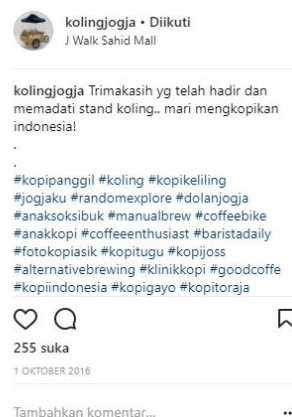 kolingjogja • Diikuti
J Walk Sahid Mall
kolingjogja Trimakasih yg telah hadir dan
memadati stand koling.. mari mengkopikan
indonesia!
.
.
#kopipanggil #koling #kopikeliling
#jogjaku #randomexplore #dolanjogja
#anaksoksibuk #manualbrew #coffeebike
#anakkopi #coffeeenthusiast #baristadaily
#fotokopiasik #kopitugu #kopijoss
#alternativebrewing #klinikkopi #goodcoffe
#kopiindonesia #kopigayo #kopitoraja
255 suka
1 OKTOBER 2016
Tambahkan komentar...